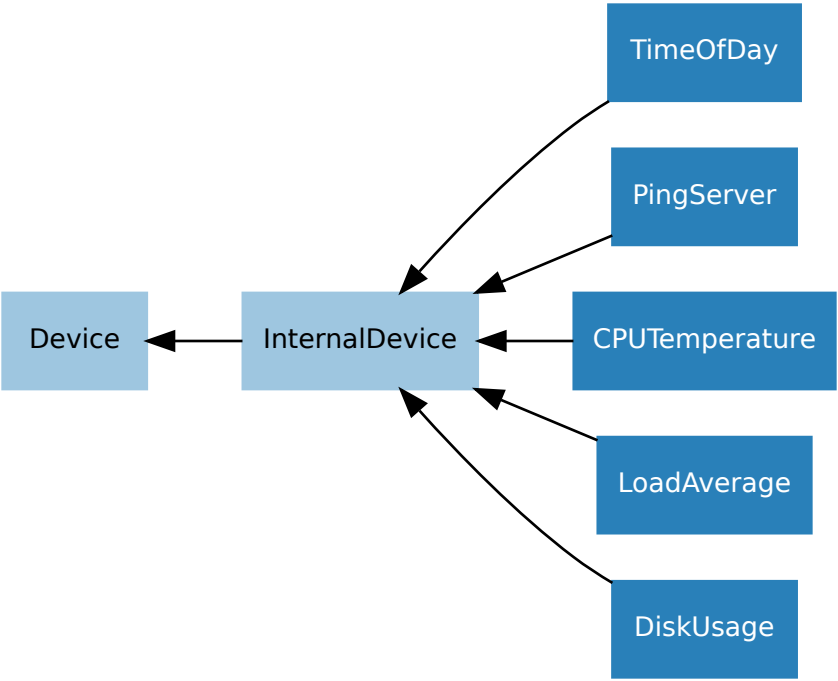 TimeOfDay
PingServer
Device
InternalDevice
CPUTemperature
LoadAverage
DiskUsage